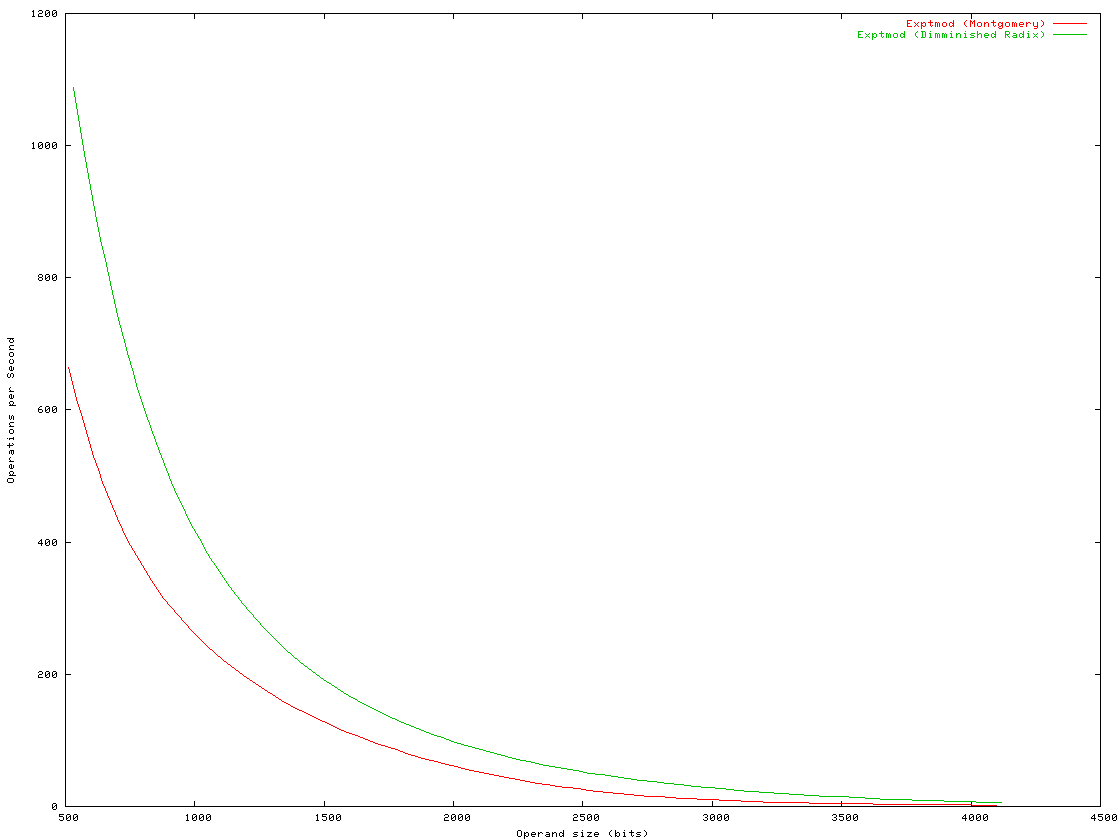 1200
Exptmod (Montgomery)
Exptmod (Dimminished Radix)
1000
800
Operations per Second
600
400
200
0
500 1000 1500 2000 2500 3000 3500 4000 4500
Operand size (bits)